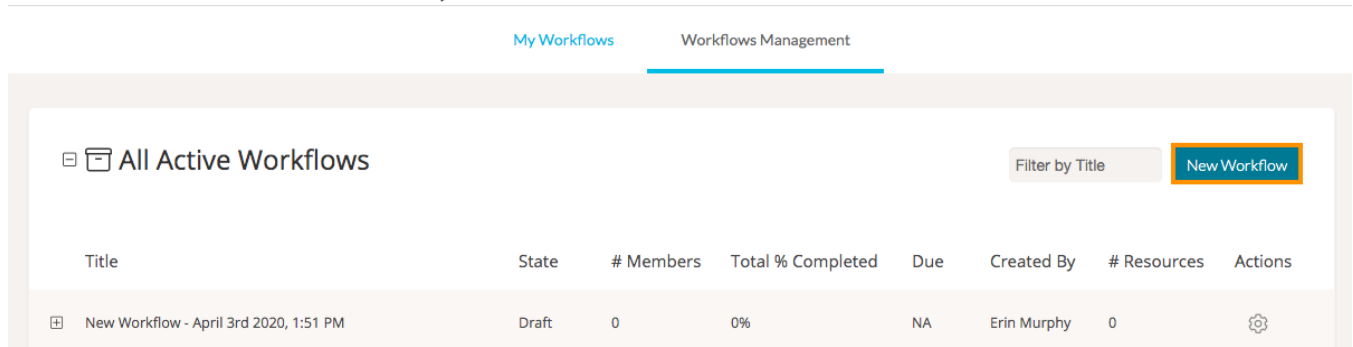 My Workflows Workflows Management
All Active Workflows Filter by Title New Workflow
Title State # Members Total % Completed Due Created By # Resources Actions
New Workflow - April 3rd 2020, 1:51 PM Draft 0 0% NA Erin Murphy 0